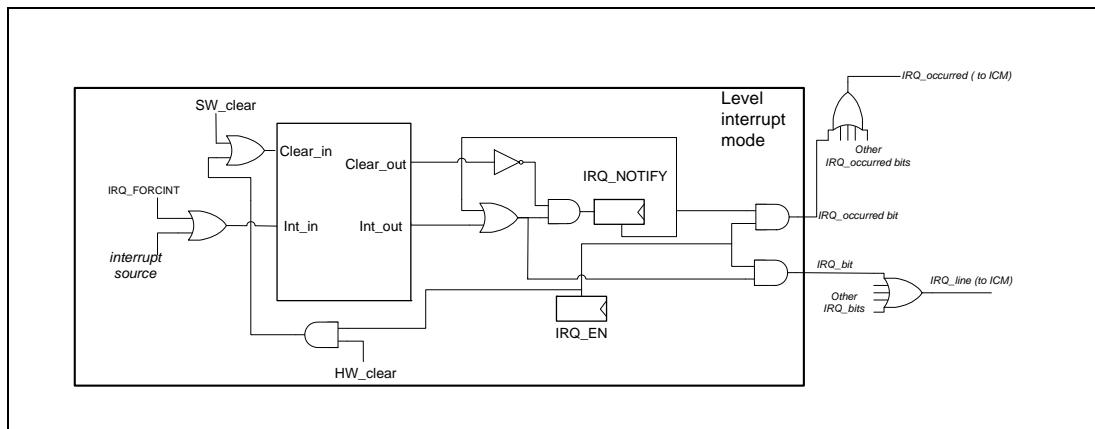 IRQ_occurred ( to ICM)
Level
interrupt
mode
SW_clear
Other
IRQ_occurred bits
Clear_in
Clear_out
IRQ_NOTIFY
IRQ_FORCINT
IRQ_occurred bit
Int_in
Int_out
interrupt
source
IRQ_bit
IRQ_line (to ICM)
Other
IRQ_bits
IRQ_EN
HW_clear